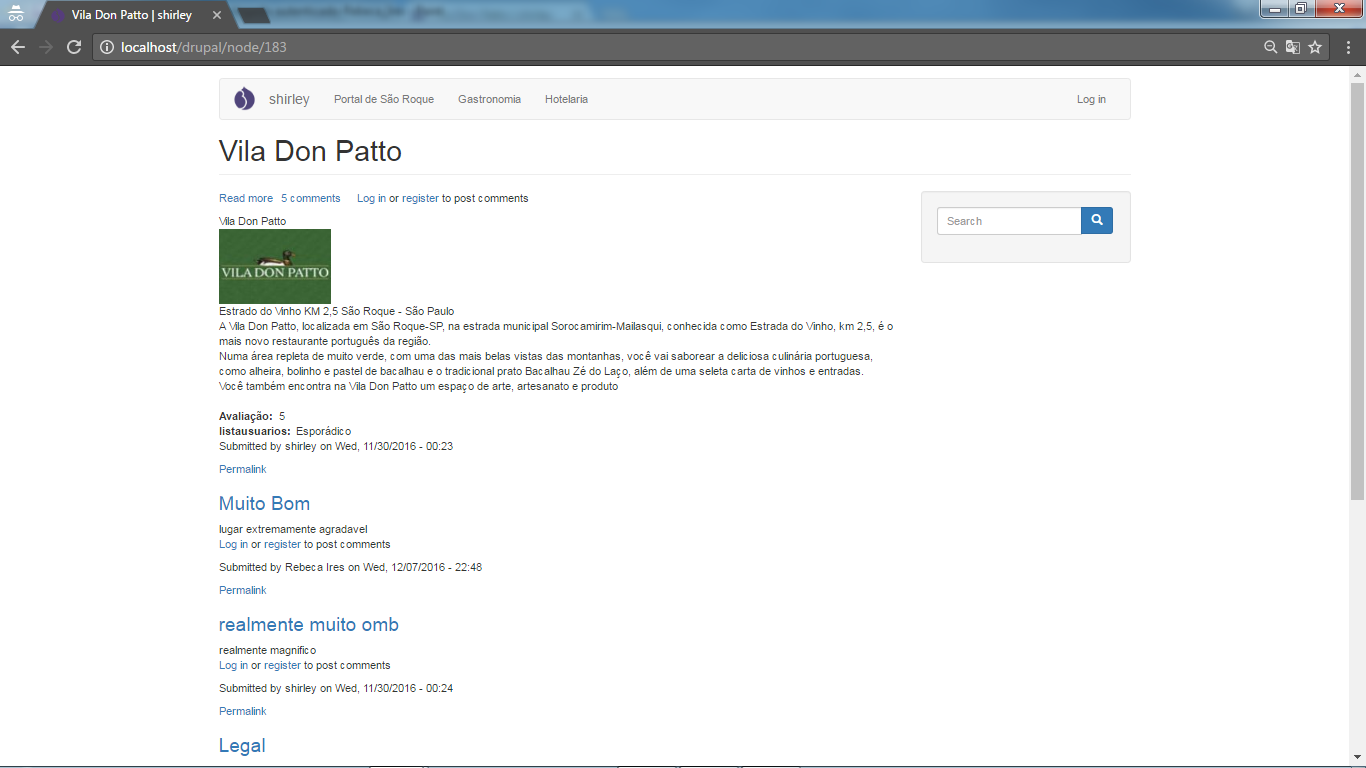 Vila Don Patto | shirley
localhost/drupal/node/183
shirley
Portal de São Roque
Gastronomia
Hotelaria
Log in
Vila Don Patto
Read more 5 comments Log in or register to post comments
Search
Vila Don Patto
VILA DON PATTO
Estrado do Vinho KM 2,5 São Roque - São Paulo
A Vila Don Patto, localizada em São Roque-SP, na estrada municipal Sorocamirim-Mailasqui, conhecida como Estrada do Vinho, km 2,5, é o
mais novo restaurante português da região.
Numa área repleta de muito verde, com uma das mais belas vistas das montanhas, você vai saborear a deliciosa culinária portuguesa,
como alheira, bolinho e pastel de bacalhau e o tradicional prato Bacalhau Zé do Laço, além de uma seleta carta de vinhos e entradas.
Você também encontra na Vila Don Patto um espaço de arte, artesanato e produto
Avaliação: 5
listausuarios: Esporádico
Submitted by shirley on Wed, 11/30/2016 - 00:23
Permalink
Muito Bom
lugar extremamente agradavel
Log in or register to post comments
Submitted by Rebeca Ires on Wed, 12/07/2016 - 22:48
Permalink
realmente muito omb
realmente magnifico
Log in or register to post comments
Submitted by shirley on Wed, 11/30/2016 - 00:24
Permalink
Legal